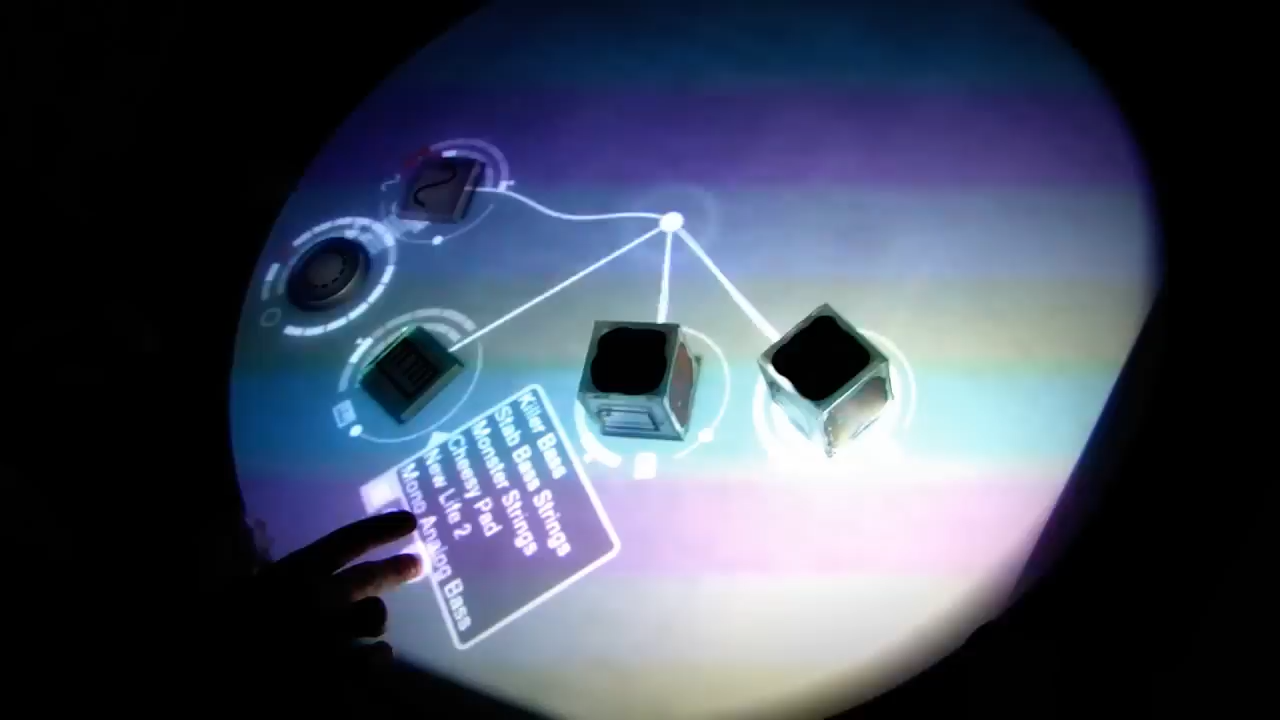 Killer Bass
Stab Bass Strings
Monster Strings
Cheesy Pad
New Life 2
Mono Analog Bass